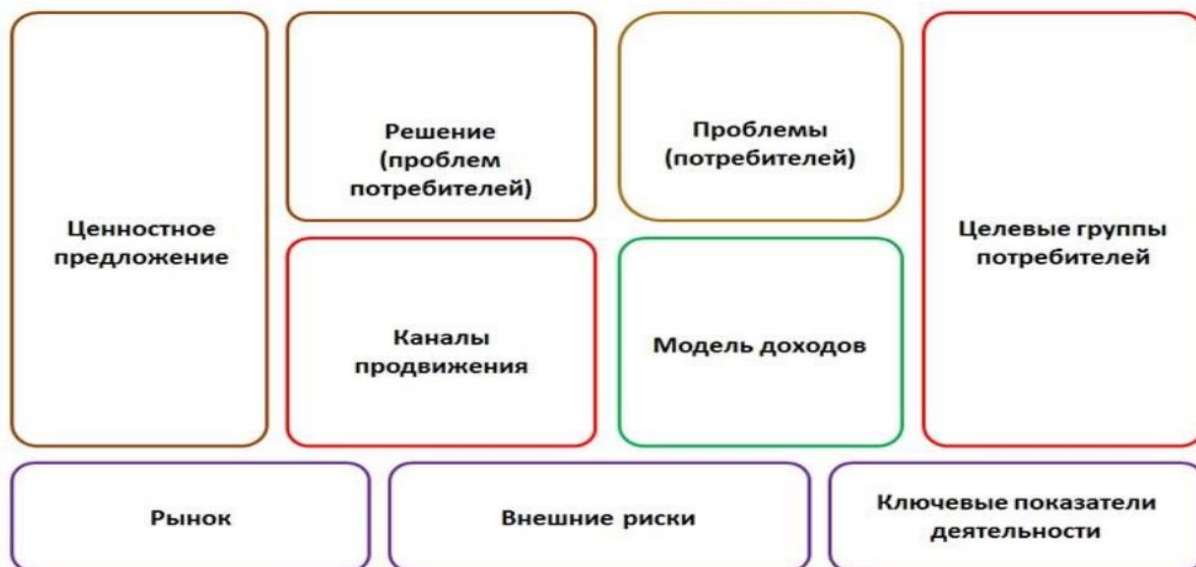 Ценностное
предложение
Решение
(проблем
потребителей)
Проблемы
(потребителей)
Целевые группы
потребителей
Каналы
продвижения
Модель доходов
Рынок
Внешние риски
Ключевые показатели
деятельности